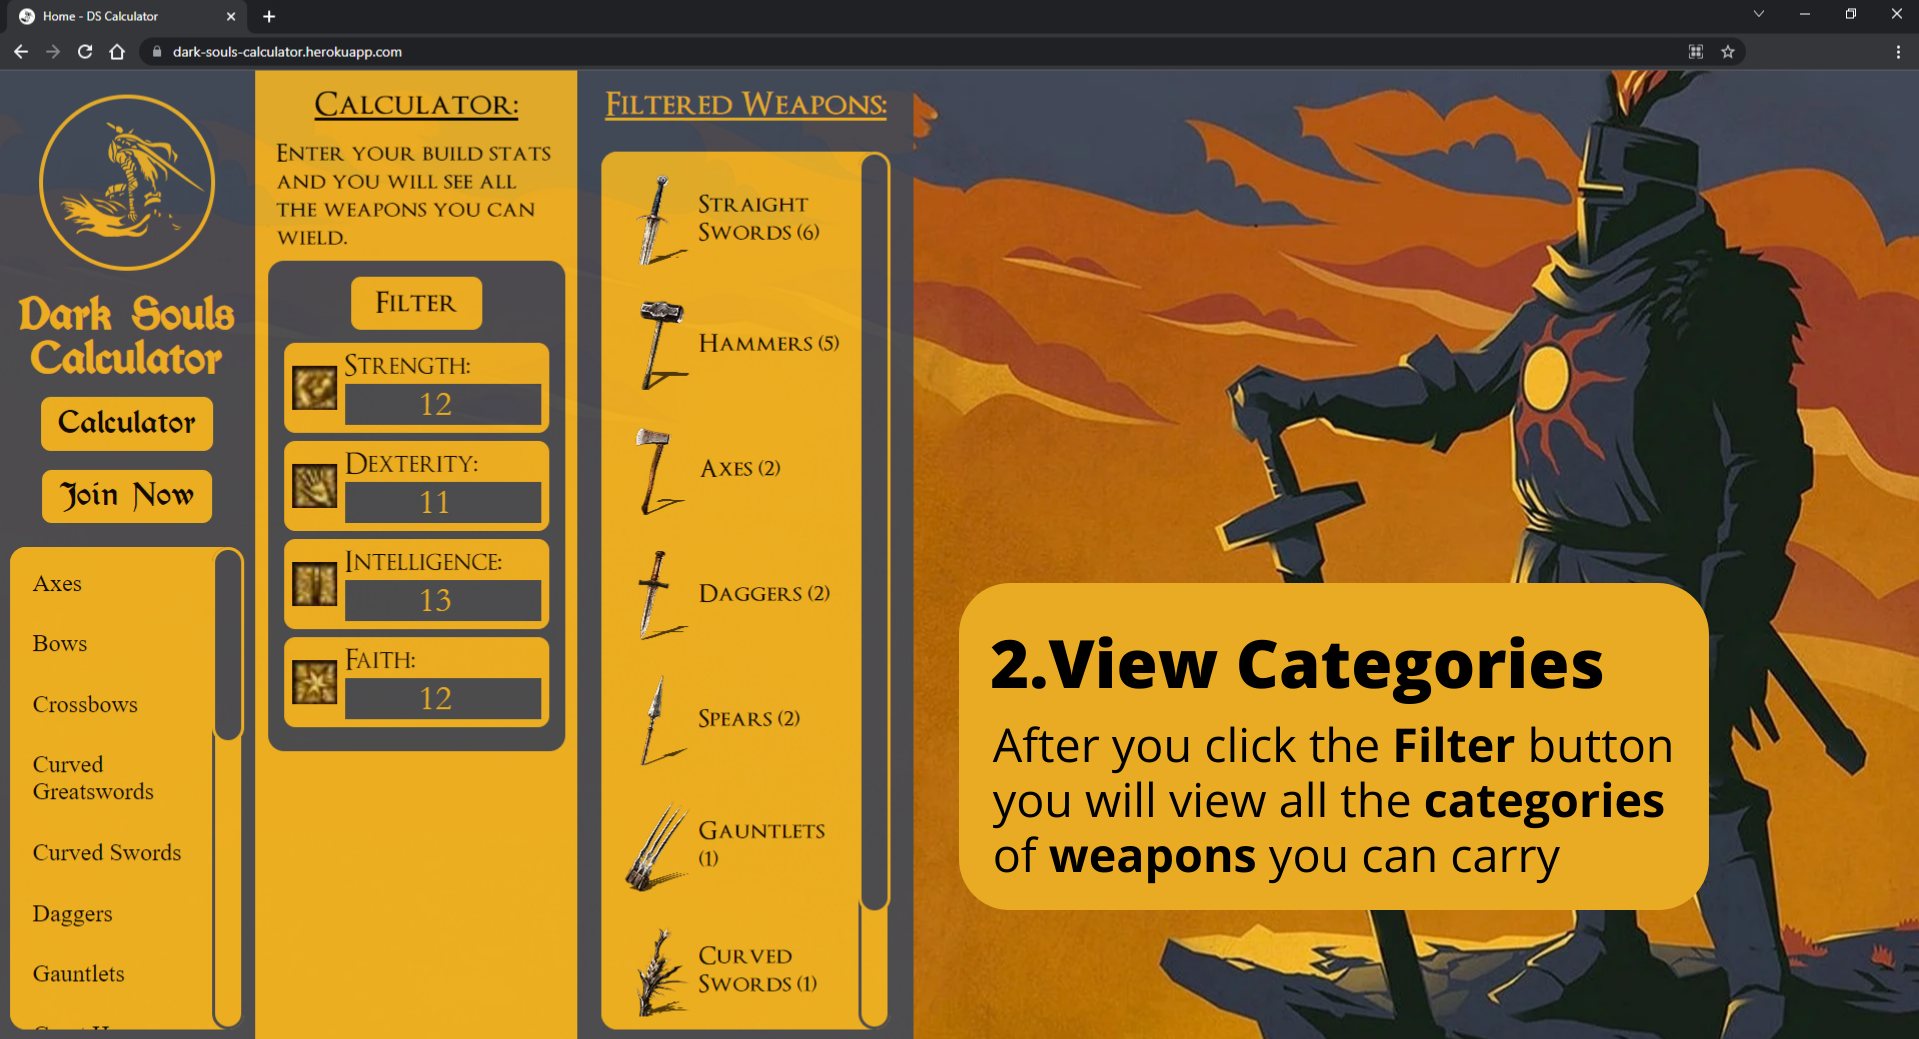 Home - DS Calculator
dark-souls-calculator.herokuapp.com
Dark Souls
Calculator
Calculator
Join Now
Axes
Bows
Crossbows
Curved
Greatswords
Curved Swords
Daggers
Gauntlets
Calculator:
Enter your build stats
and you will see all
the weapons you can
wield.
Filter
Strength:
12
Dexterity:
11
Intelligence:
13
Faith:
12
Filtered Weapons:
Straight
Swords (6)
Hammers (5)
Axes (2)
Daggers (2)
Spears (2)
Gauntlets
(1)
Curved
Swords (1)
2.View Categories
After you click the Filter button
you will view all the categories
of weapons you can carry